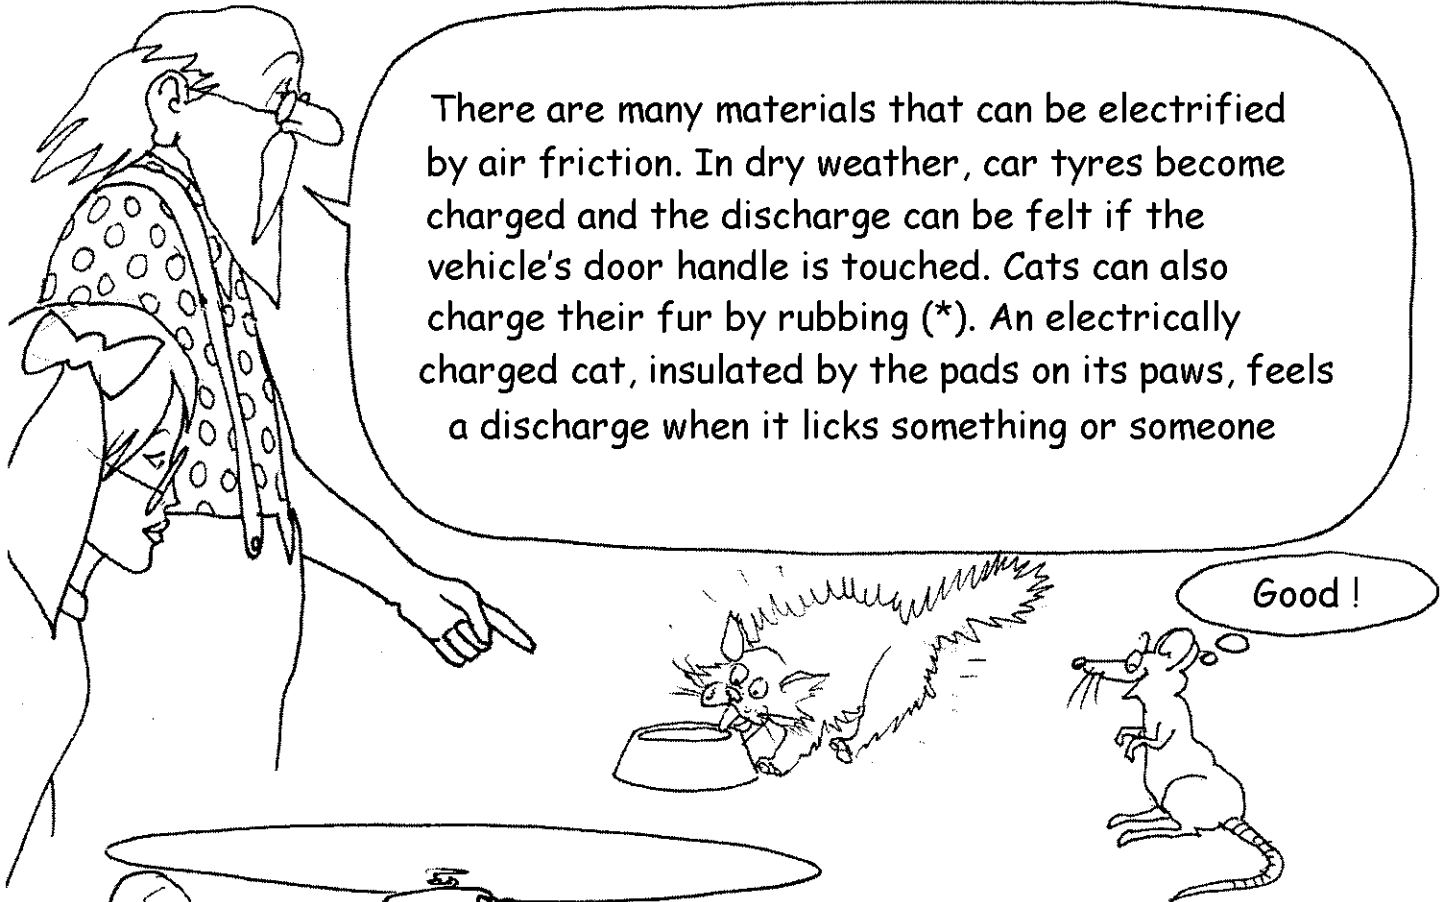 There are many materials that can be electrified
by air friction. In dry weather, car tyres become
charged and the discharge can be felt if the
vehicle's door handle is touched. Cats can also
charge their fur by rubbing (*). An electrically
charged cat, insulated by the pads on its paws, feels
a discharge when it licks something or someone
Good !